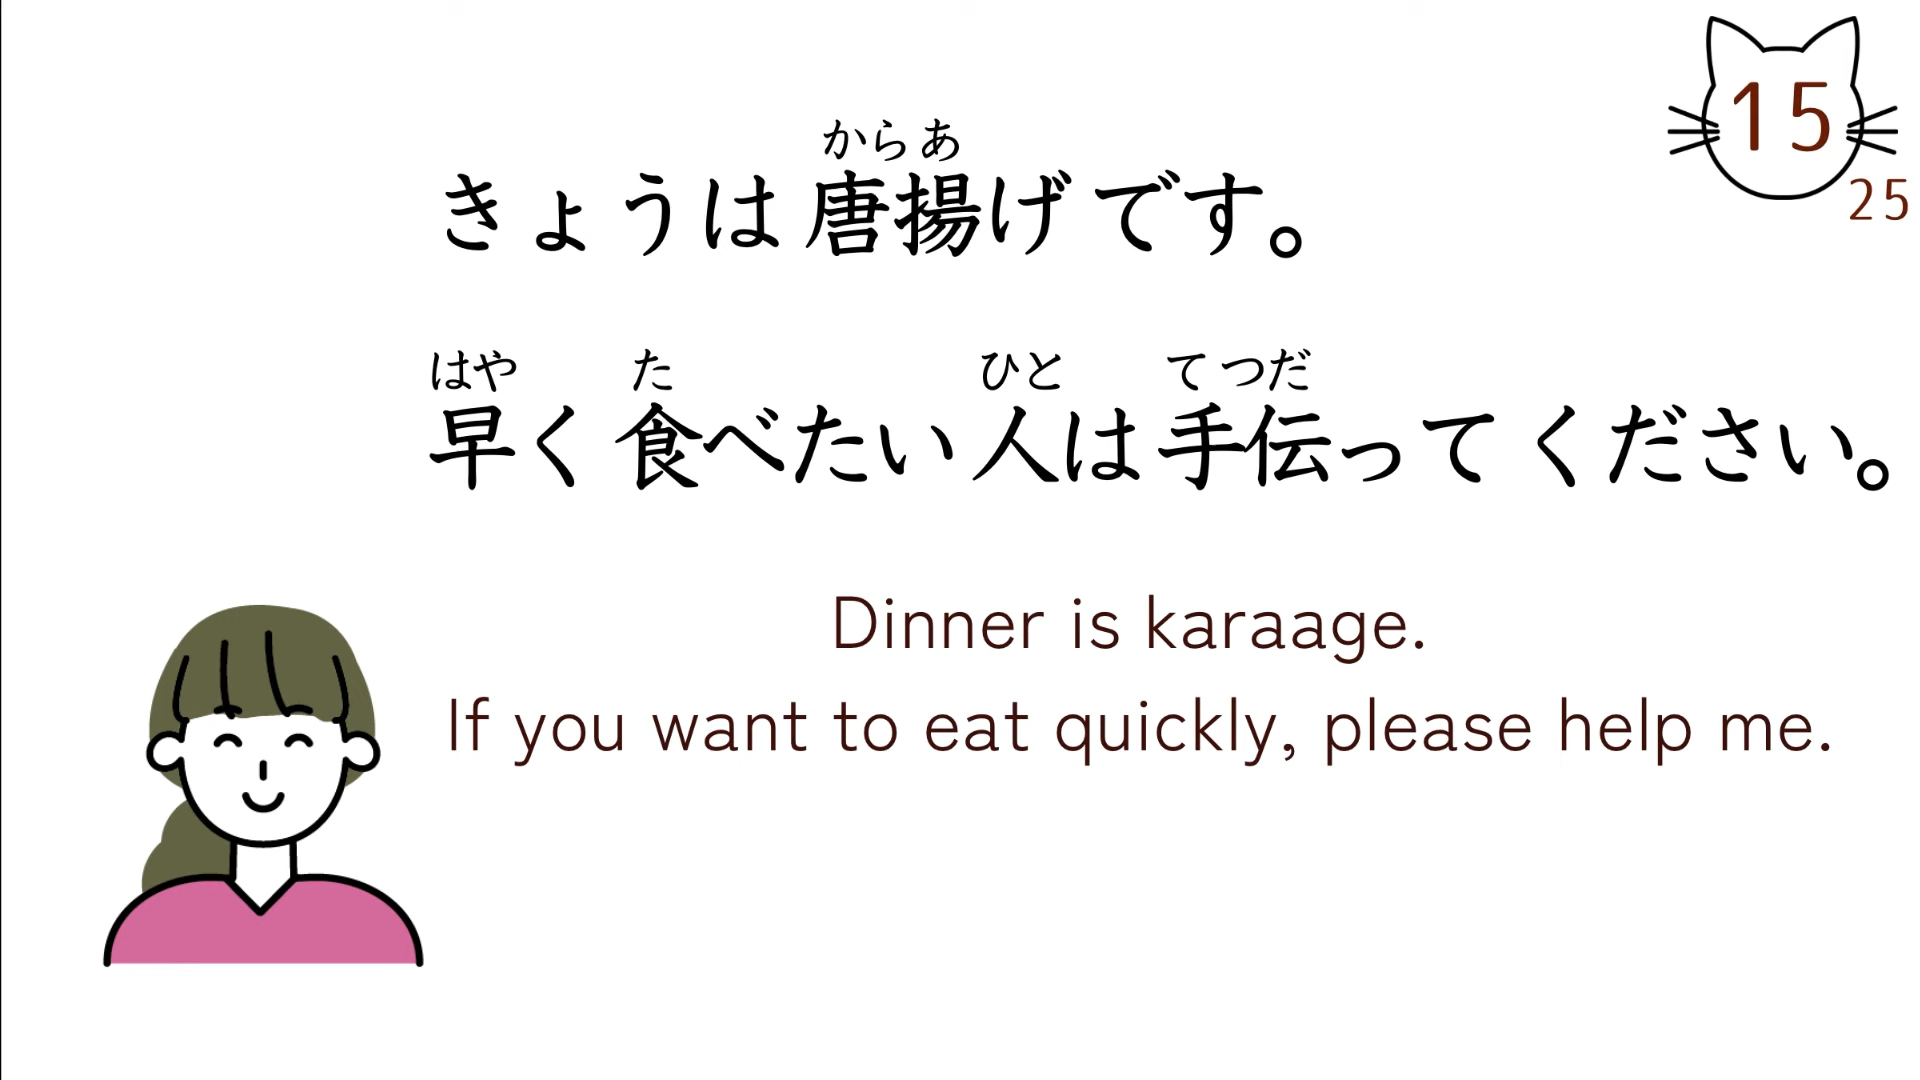 15
25
からあ
きょうは唐揚げです。
はや た ひと てつだ
早く食べたい人は手伝ってください。
Dinner is karaage.
If you want to eat quickly, please help me.